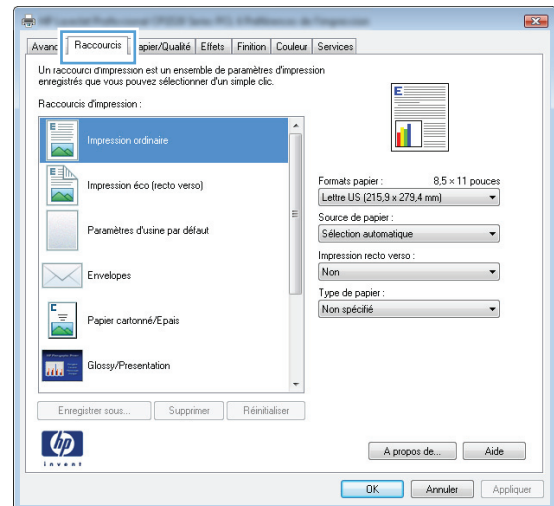 Avanc Raccourcis apier/Qualité Effets Finition Couleur Services
Un raccourci d'impression est un ensemble de paramètres d'impression
enregistrés que vous pouvez sélectionner d'un simple clic.
Raccourcis d'impression :
Impression ordinaire
Impression éco (recto verso)
Paramètres d'usine par défaut
Envelopes
Papier cartonné/Epais
Glossy/Presentation
Enregistrer sous... Supprimer Réinitialiser
E
Formats papier : 8,5 × 11 pouces
Lettre US (215,9 x 279,4 mm)
Source de papier :
Sélection automatique
Impression recto verso :
Non
Type de papier :
Non spécifié
hp
invent
A propos de... Aide
OK Annuler Appliquer